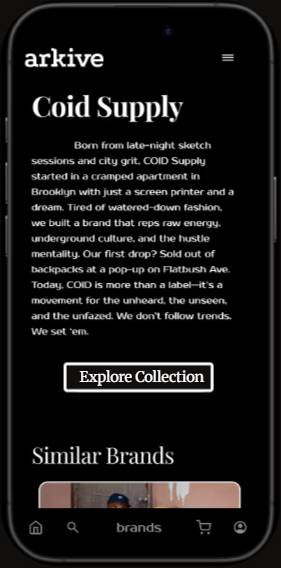 arkive
Coid Supply
Born from late-night sketch
sessions and city grit, COID Supply
started in a cramped apartment in
Brooklyn with just a screen printer and a
dream. Tired of watered-down fashion,
we built a brand that reps raw energy,
underground culture, and the hustle
mentality. Our first drop? Sold out of
backpacks at a pop-up on Flatbush Ave.
Today, COID is more than a label—it's a
movement for the unheard, the unseen,
and the unfazed. We don't follow trends.
We set 'em.
Explore Collection
Similar Brands
brands